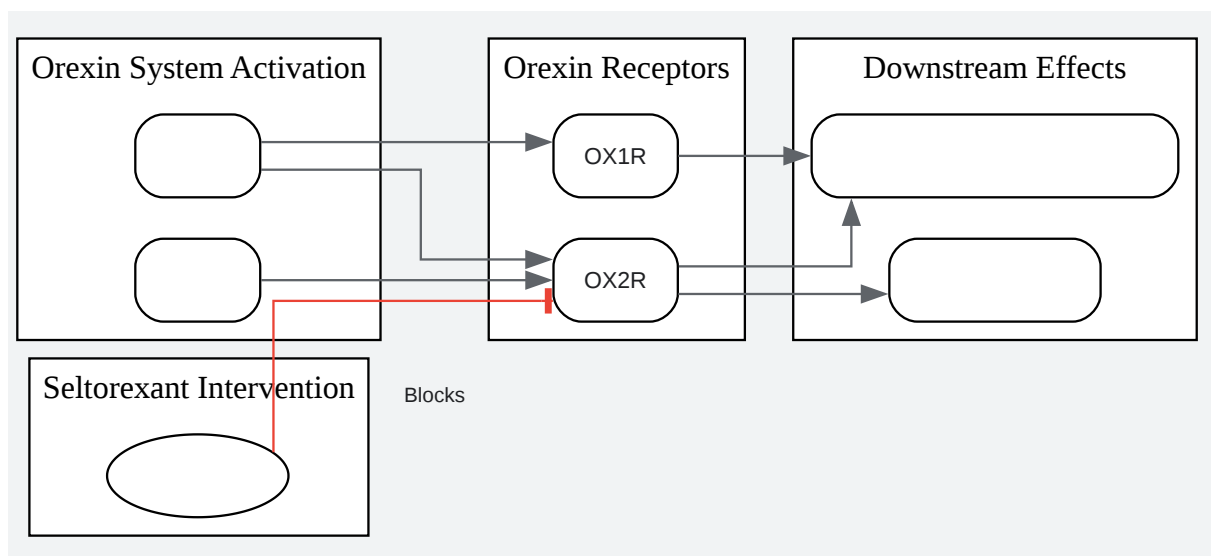 Orexin System Activation
Orexin Receptors
Downstream Effects
OX1R
OX2R
Seltorexant Intervention
Blocks